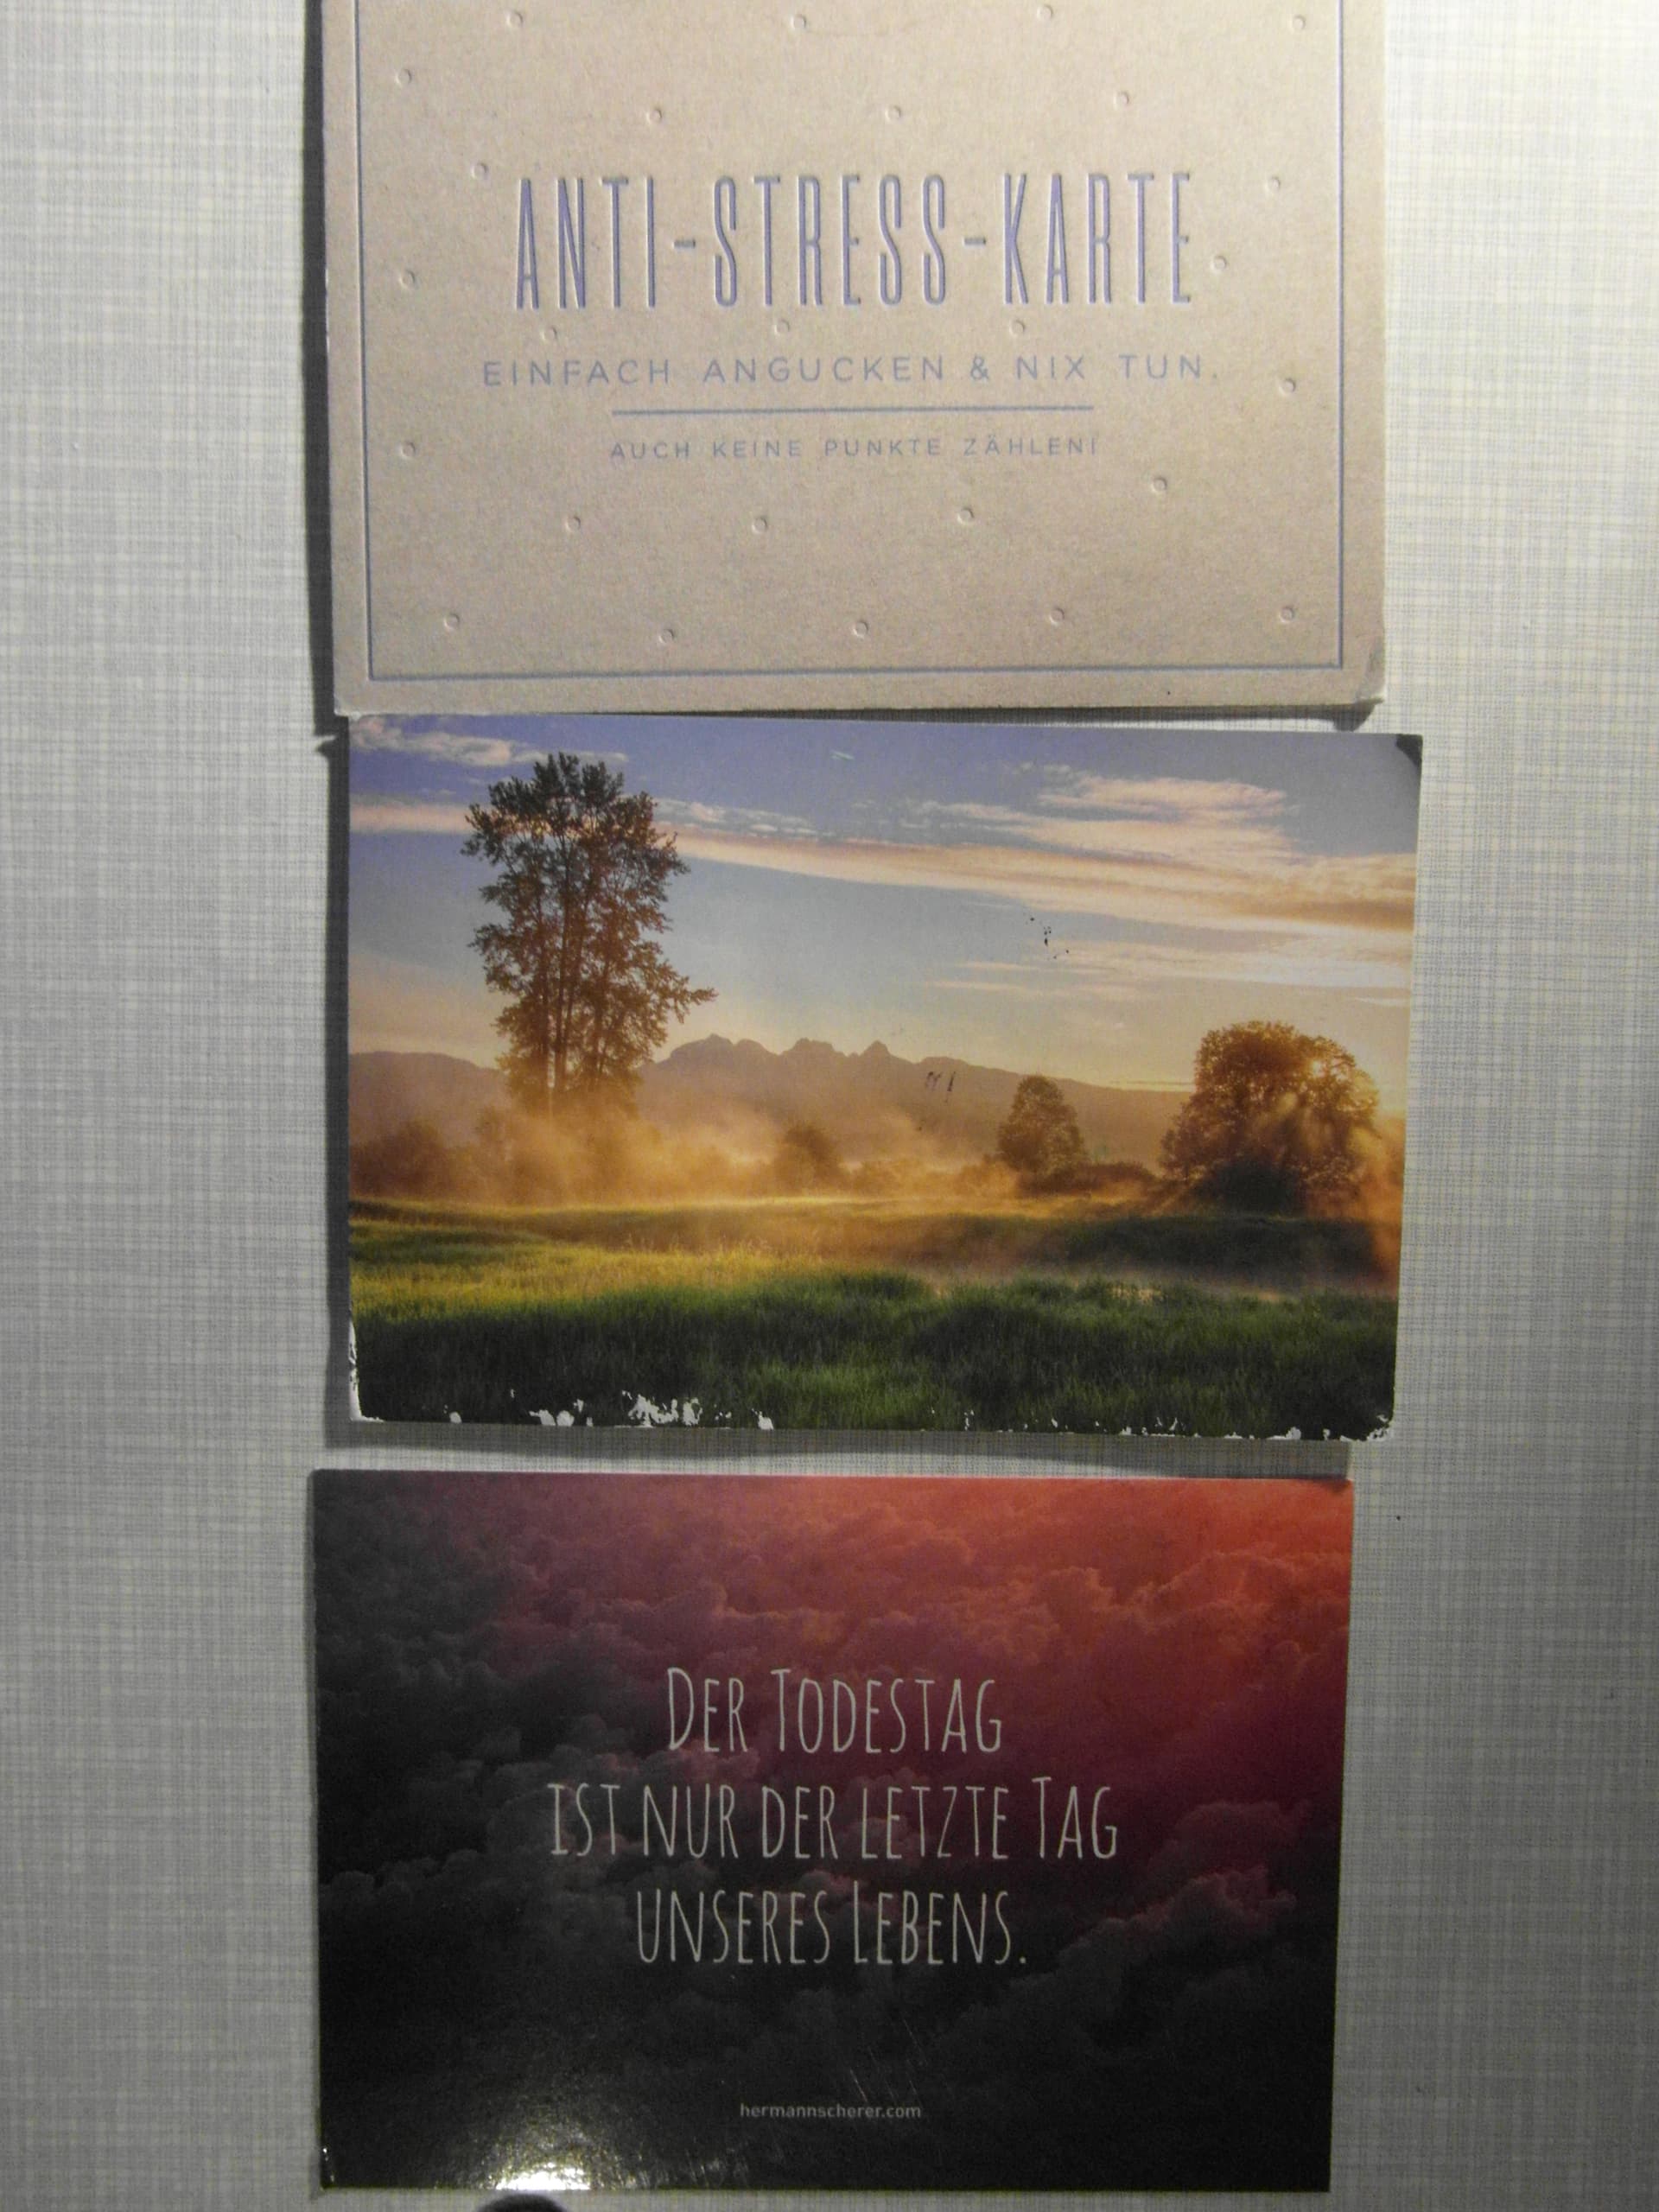 ANTI-STRESS-KARTE
EINFACH ANGUCKEN & NIX TUN.
AUCH KEINE PUNKTE ZÄHLEN!
DER TODESTAG
IST NUR DER LETZTE TAG
UNSERES LEBENS.
hermannscherer.com